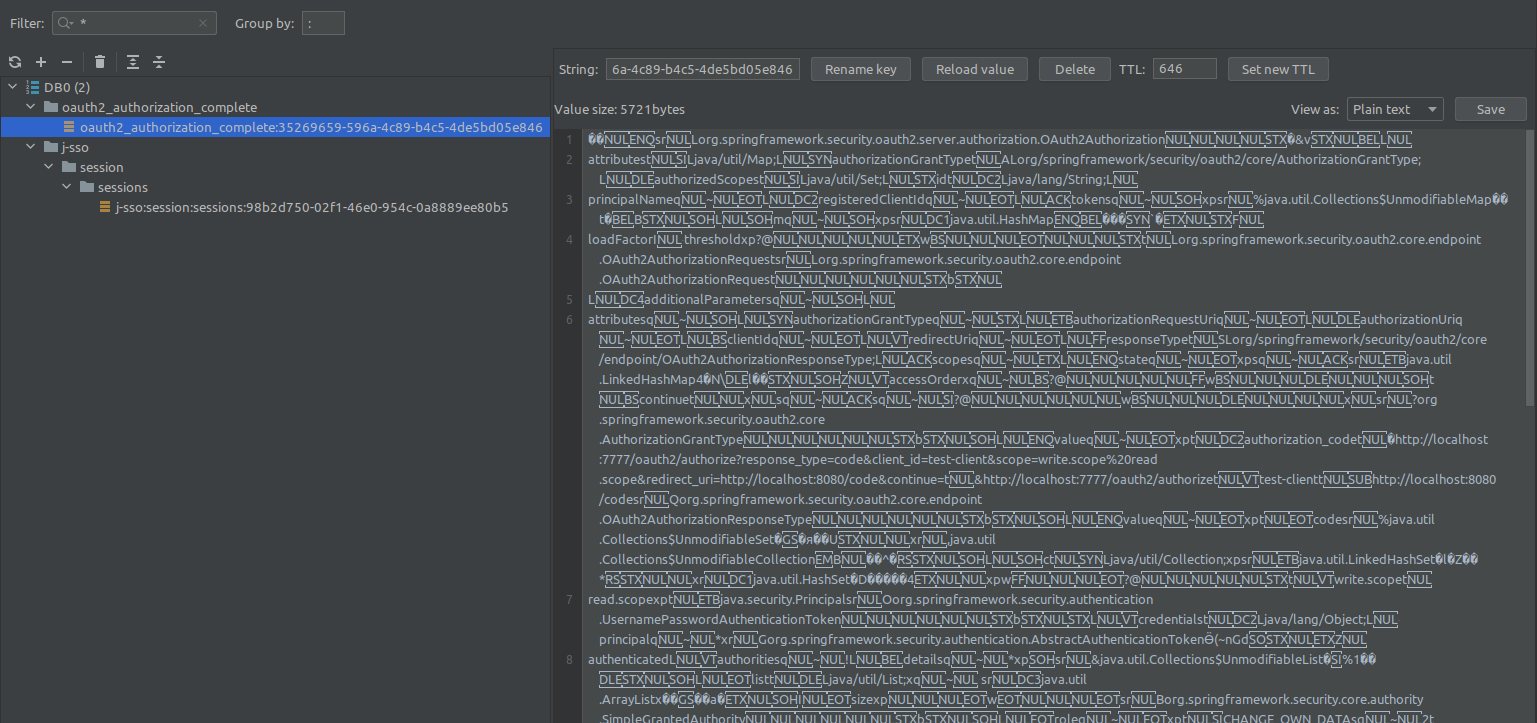 Filter: * Group by: :
DB0 (2)
oauth2_authorization_complete
oauth2_authorization_complete:35269659-596a-4c89-b4c5-4de5bd05e846
j-sso
session
sessions
j-sso:session:sessions:98b2d750-02f1-46e0-954c-0a8889ee80b5
String: 6a-4c89-b4c5-4de5bd05e846 Rename key Reload value Delete TTL: 646 Set new TTL
Value size: 5721bytes View as: Plain text Save
1 ��NULENQsrNULLorg.springframework.security.oauth2.server.authorization.OAuth2AuthorizationNULNULNULNULSTX�&vSTXNULBELLNUL
2 attributestNULSILjava/util/Map;LNULSYNauthorizationGrantTypetNULALorg/springframework/security/oauth2/core/AuthorizationGrantType;
LNULDLEauthorizedScopestNULSILjava/util/Set;LNULSTXidtNULDC2Ljava/lang/String;LNUL
3 principalNameqNUL~NULEOTLNULDC2registeredClientIdqNUL~NULEOTLNULACKtokensqNUL~NULSOHxpsrNUL%java.util.Collections$UnmodifiableMap��
t�BELBSTXNULSOHLNULSOHmqNUL~NULSOHxpsrNULDC1java.util.HashMapENQBEL���SYN`�ETXNULSTXFNUL
4 loadFactorINUL thresholdxp?@NULNULNULNULNULETXwBSNULNULNULEOTNULNULNULSTXtNULLorg.springframework.security.oauth2.core.endpoint
.OAuth2AuthorizationRequestsrNULLorg.springframework.security.oauth2.core.endpoint
.OAuth2AuthorizationRequestNULNULNULNULNULNULSTXbSTXNUL
5 LNULDC4additionalParametersqNUL~NULSOHLNUL
6 attributesqNUL~NULSOHLNULSYNauthorizationGrantTypeqNUL~NULSTXLNULETBauthorizationRequestUriqNUL~NULEOTLNULDLEauthorizationUriq
NUL~NULEOTLNULBSclientIdqNUL~NULEOTLNULVTredirectUriqNUL~NULEOTLNULFFresponseTypetNULSLorg/springframework/security/oauth2/core
/endpoint/OAuth2AuthorizationResponseType;LNULACKscopesqNUL~NULETXLNULENQstateqNUL~NULEOTxpsqNUL~NULACKsrNULETBjava.util
.LinkedHashMap4�N\DLEl��STXNULSOHZNULVTaccessOrderxqNUL~NULBS?@NULNULNULNULNULFFwBSNULNULNULDLENULNULNULSOHt
NULBScontinuetNULNULxNULsqNUL~NULACKsqNUL~NULSI?@NULNULNULNULNULNULwBSNULNULNULDLENULNULNULNULxNULsrNUL?org
.springframework.security.oauth2.core
.AuthorizationGrantTypeNULNULNULNULNULNULSTXbSTXNULSOHLNULENQvalueqNUL~NULEOTxptNULDC2authorization_codetNUL�http://localhost
:7777/oauth2/authorize?response_type=code&client_id=test-client&scope=write.scope%20read
.scope&redirect_uri=http://localhost:8080/code&continue=tNUL&http://localhost:7777/oauth2/authorizetNULVTtest-clienttNULSUBhttp://localhost:8080
/codesrNULQorg.springframework.security.oauth2.core.endpoint
.OAuth2AuthorizationResponseTypeNULNULNULNULNULNULSTXbSTXNULSOHLNULENQvalueqNUL~NULEOTxptNULEOTcodesrNUL%java.util
.Collections$UnmodifiableSet�GS�я��USTXNULNULxrNUL,java.util
.Collections$UnmodifiableCollectionEMBNUL��^�RSSTXNULSOHLNULSOHctNULSYNLjava/util/Collection;xpsrNULETBjava.util.LinkedHashSet�l�Z��
*RSSTXNULNULxrNULDC1java.util.HashSet�D�����4ETXNULNULxpwFFNULNULNULEOT?@NULNULNULNULNULSTXtNULVTwrite.scopetNUL
7 read.scopexptNULETBjava.security.PrincipalsrNULOorg.springframework.security.authentication
.UsernamePasswordAuthenticationTokenNULNULNULNULNULNULSTXbSTXNULSTXLNULVTcredentialstNULDC2Ljava/lang/Object;LNUL
principalqNUL~NUL*xrNULGorg.springframework.security.authentication.AbstractAuthenticationTokenӨ(~nGdSOSTXNULETXZNUL
8 authenticatedLNULVTauthoritiesqNUL~NUL!LNULBELdetailsqNUL~NUL*xpSOHsrNUL&java.util.Collections$UnmodifiableList�SI%1��
DLESTXNULSOHLNULEOTlisttNULDLELjava/util/List;xqNUL~NUL srNULDC3java.util
.ArrayListx��GS��a�ETXNULSOHINULEOTsizexpNULNULNULEOTwEOTNULNULNULEOTsrNULBorg.springframework.security.core.authority
.SimpleGrantedAuthorityNULNULNULNULNULNULSTXbSTXNULSOHLNULEOTroleqNUL~NULEOTxptNULSICHANGE_OWN_DATAsqNUL~NUL2t